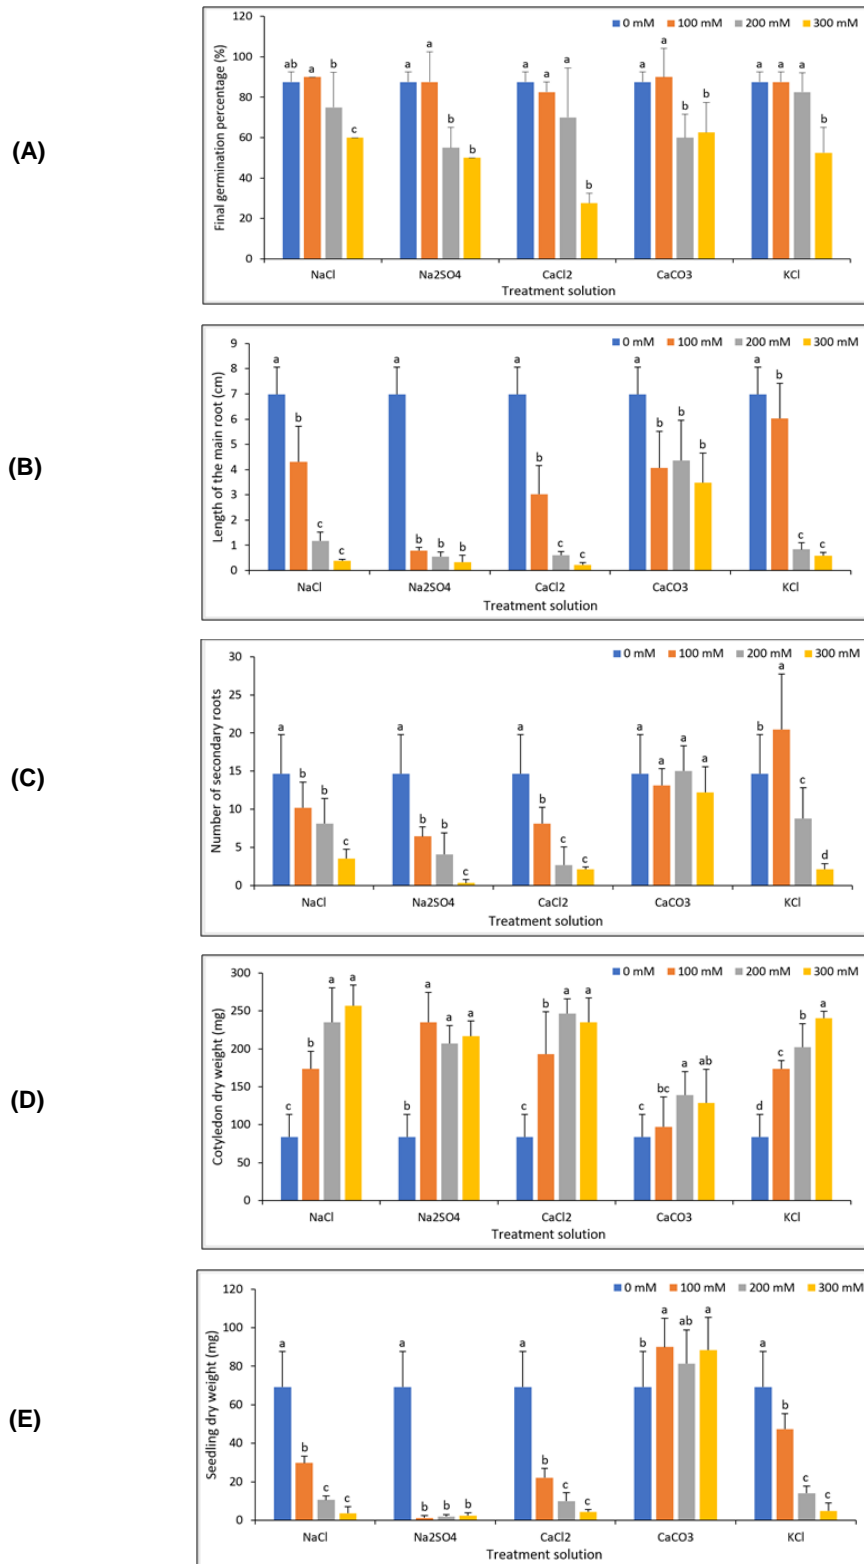 (A)
0 mM 100 mM 200 mM 300 mM
Final germination percentage (%)
120
100
80
60
40
20
0
ab a b c
a a b b
a a a b
a a b b
a a a b
NaCl Na2SO4 CaCl2 CaCO3 KCl
Treatment solution
(B)
0 mM 100 mM 200 mM 300 mM
Length of the main root (cm)
9
8
7
6
5
4
3
2
1
0
a b c c
a b b b
a b c c
a b b b
a b c c
NaCl Na2SO4 CaCl2 CaCO3 KCl
Treatment solution
(C)
0 mM 100 mM 200 mM 300 mM
Number of secondary roots
30
25
20
15
10
5
0
a b b c
a b b c
a b c c
a a a a
b a c d
NaCl Na2SO4 CaCl2 CaCO3 KCl
Treatment solution
(D)
0 mM 100 mM 200 mM 300 mM
Cotyledon dry weight (mg)
300
250
200
150
100
50
0
c b a a
b a a a
c b a a
c bc a ab
d c b a
NaCl Na2SO4 CaCl2 CaCO3 KCl
Treatment solution
(E)
0 mM 100 mM 200 mM 300 mM
Seedling dry weight (mg)
120
100
80
60
40
20
0
a b c c
a b b b
a b c c
b a ab a
a b c c
NaCl Na2SO4 CaCl2 CaCO3 KCl
Treatment solution